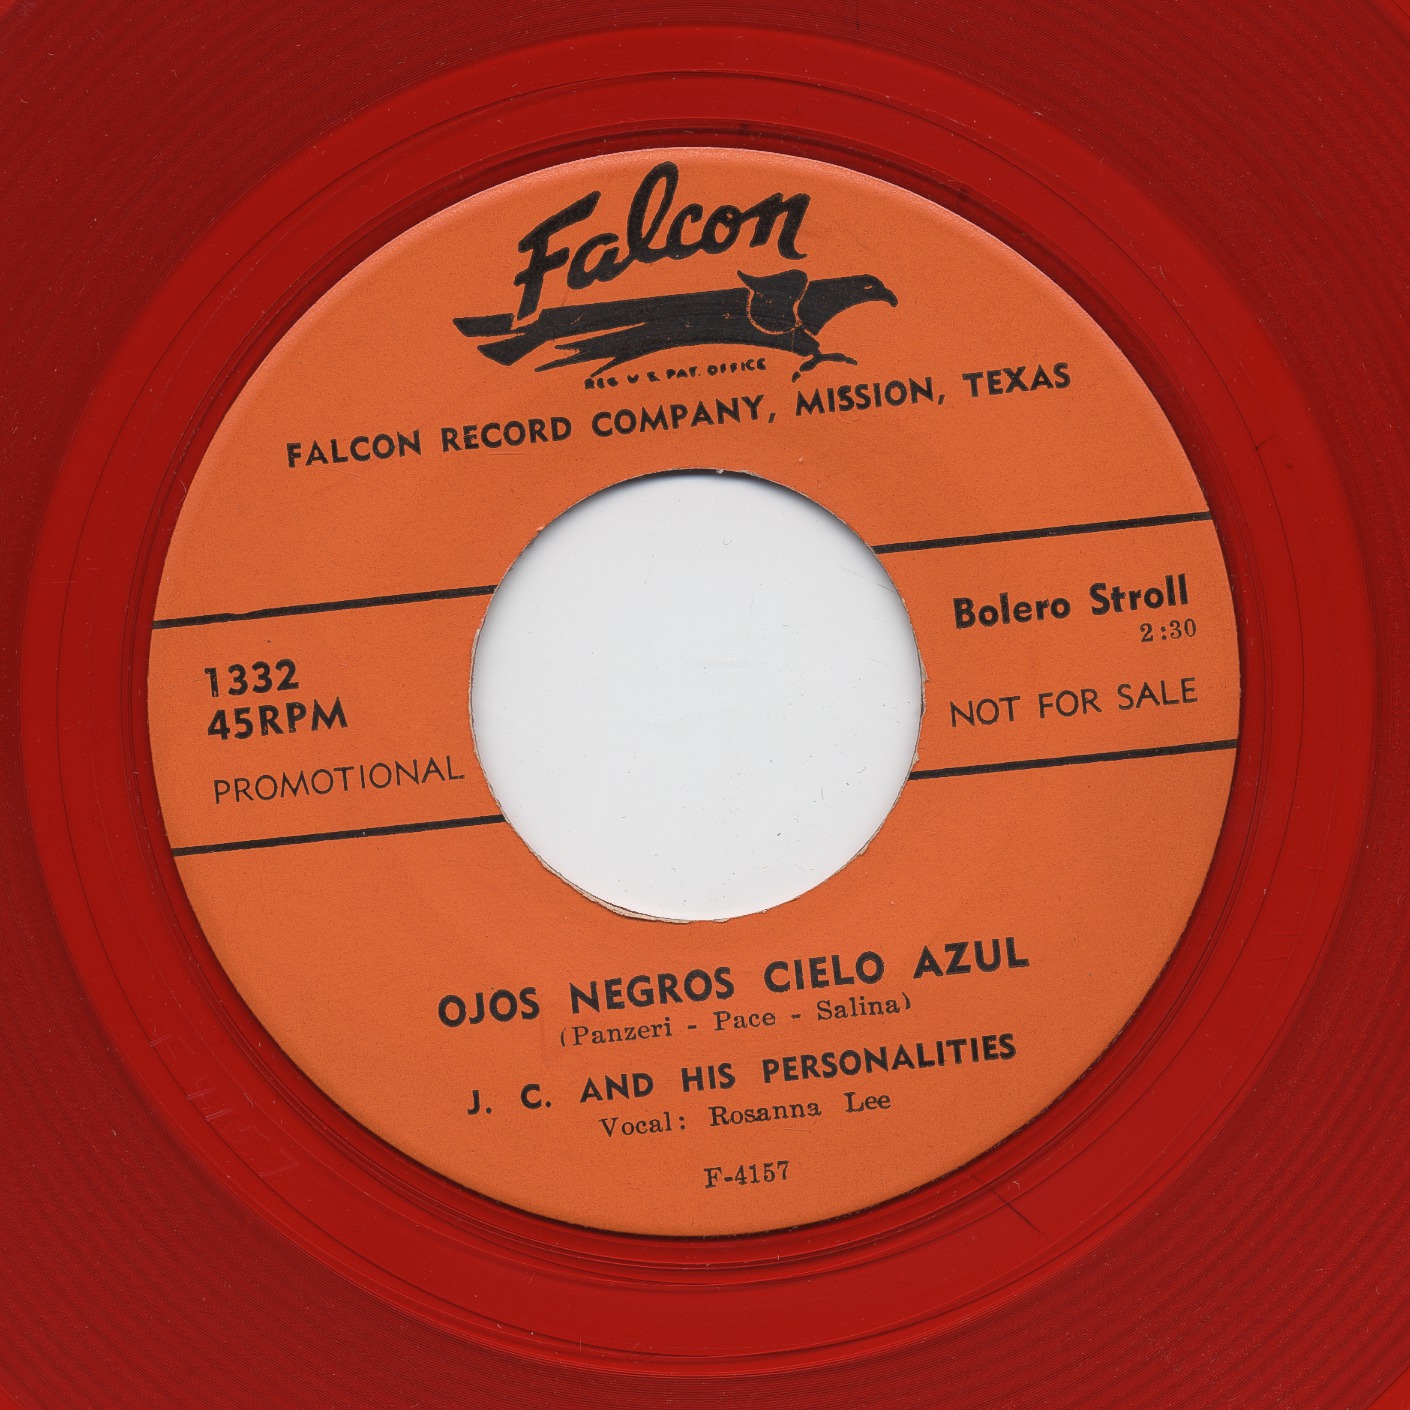 Falcon
REG U S PAT. OFFICE
FALCON RECORD COMPANY, MISSION, TEXAS
1332
45RPM
PROMOTIONAL
Bolero Stroll
2:30
NOT FOR SALE
OJOS NEGROS CIELO AZUL
(Panzeri - Pace - Salina)
J. C. AND HIS PERSONALITIES
Vocal: Rosanna Lee
F-4157
F 4157